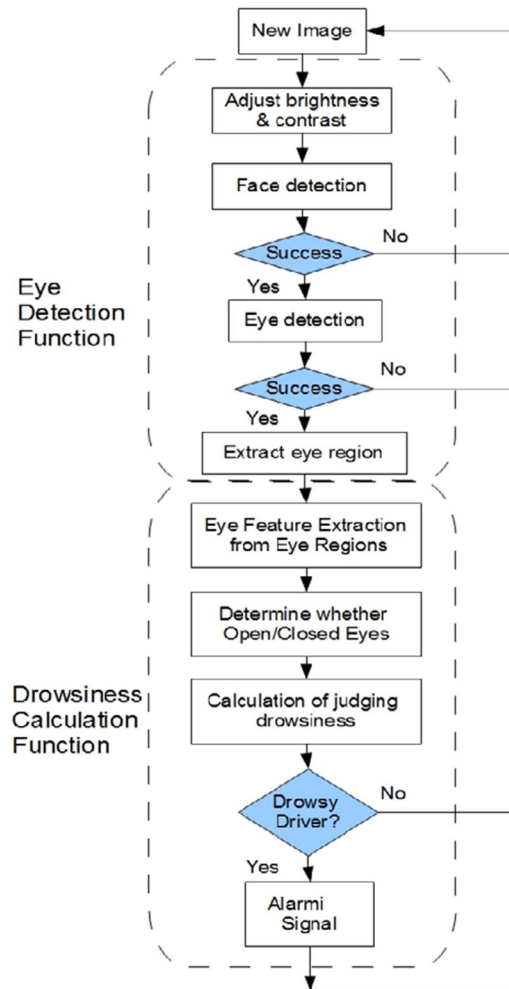 New Image
Adjust brightness
& contrast
Face detection
Success
No
Yes
Eye
Detection
Function
Eye detection
Success
No
Yes
Extract eye region
Eye Feature Extraction
from Eye Regions
Determine whether
Open/Closed Eyes
Drowsiness
Calculation
Function
Calculation of judging
drowsiness
Drowsy
Driver?
No
Yes
Alarmi
Signal